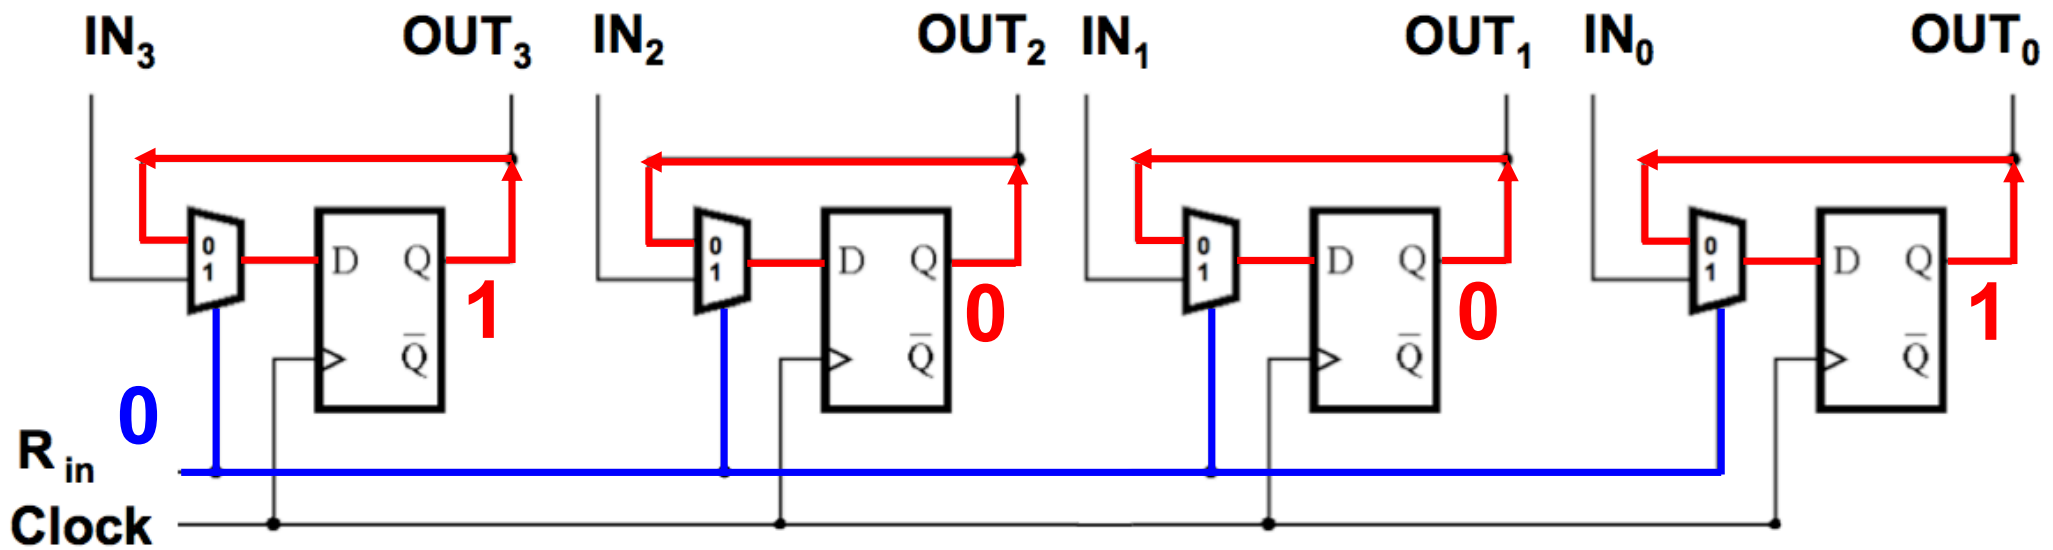 IN3 OUT3 IN2 OUT2 IN1 OUT1 IN0 OUT0
0 0 0 0
1 D Q 1 D Q 1 D Q 1 D Q
1 0 0 1
Q̅ Q̅ Q̅ Q̅
0
R in
Clock